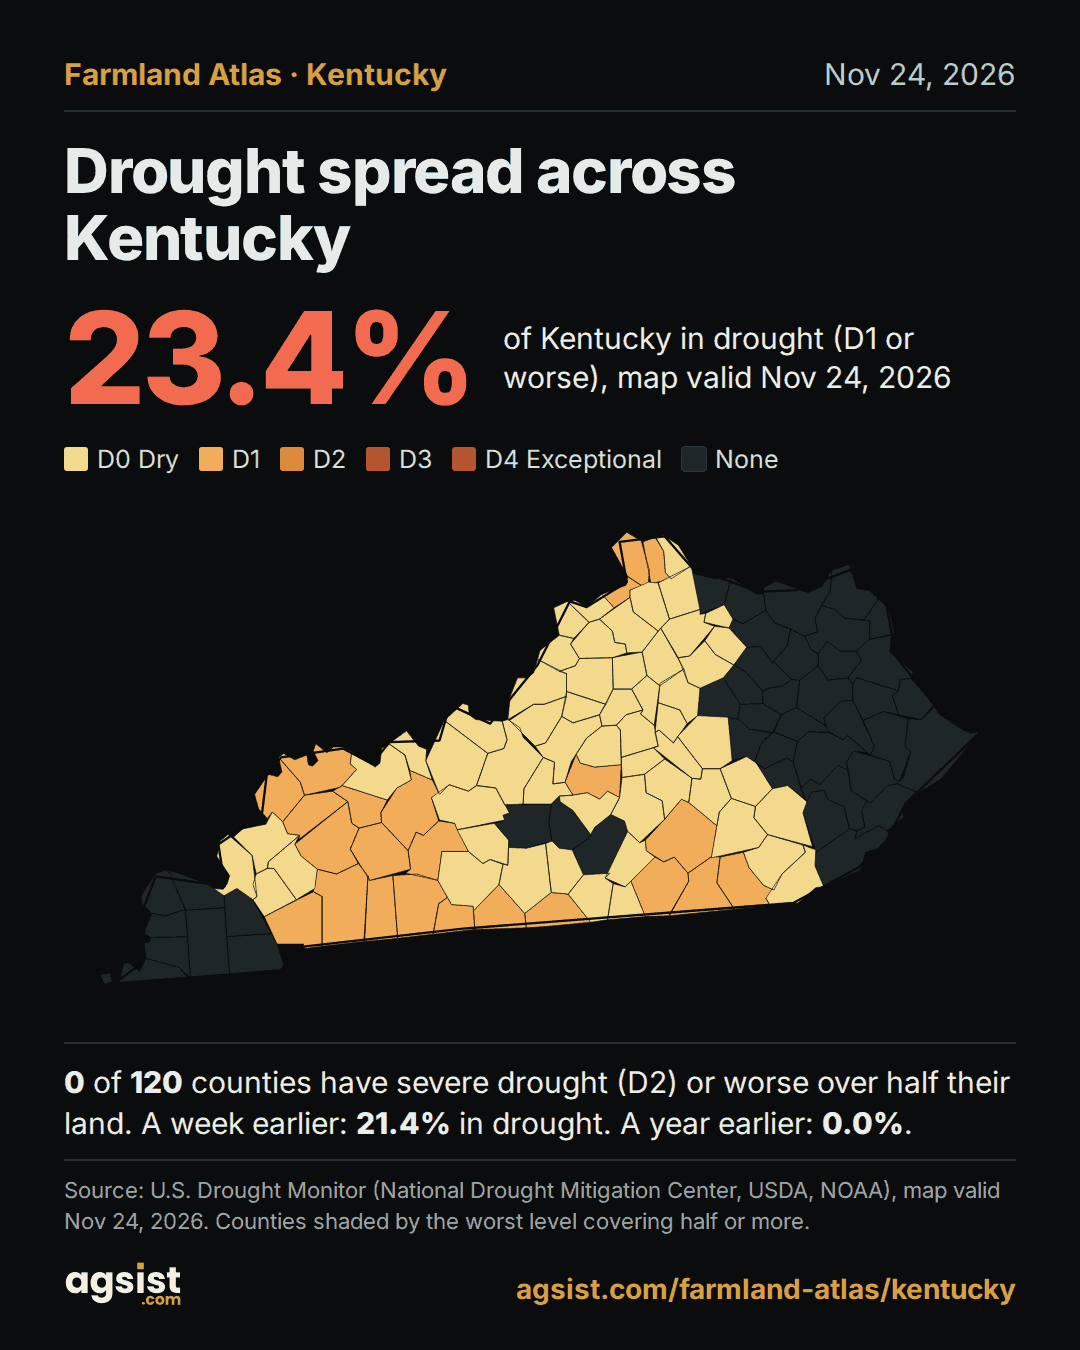 Farmland Atlas · Kentucky
Nov 24, 2026
Drought spread across
Kentucky
23.4%
of Kentucky in drought (D1 or
worse), map valid Nov 24, 2026
D0 Dry D1 D2 D3 D4 Exceptional None
0 of 120 counties have severe drought (D2) or worse over half their
land. A week earlier: 21.4% in drought. A year earlier: 0.0%.
Source: U.S. Drought Monitor (National Drought Mitigation Center, USDA, NOAA), map valid
Nov 24, 2026. Counties shaded by the worst level covering half or more.
agsist
.com
agsist.com/farmland-atlas/kentucky